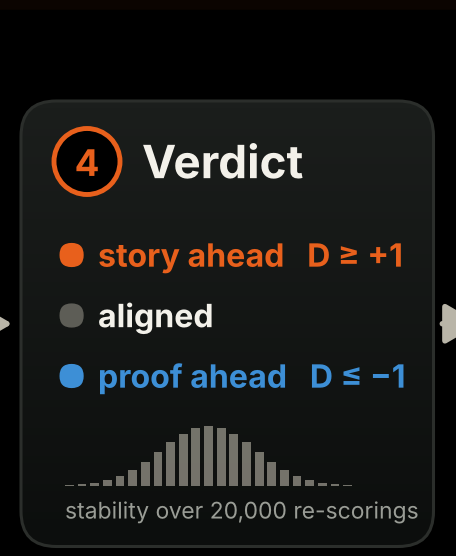 4 Verdict
story ahead D ≥ +1
aligned
proof ahead D ≤ −1
stability over 20,000 re-scorings